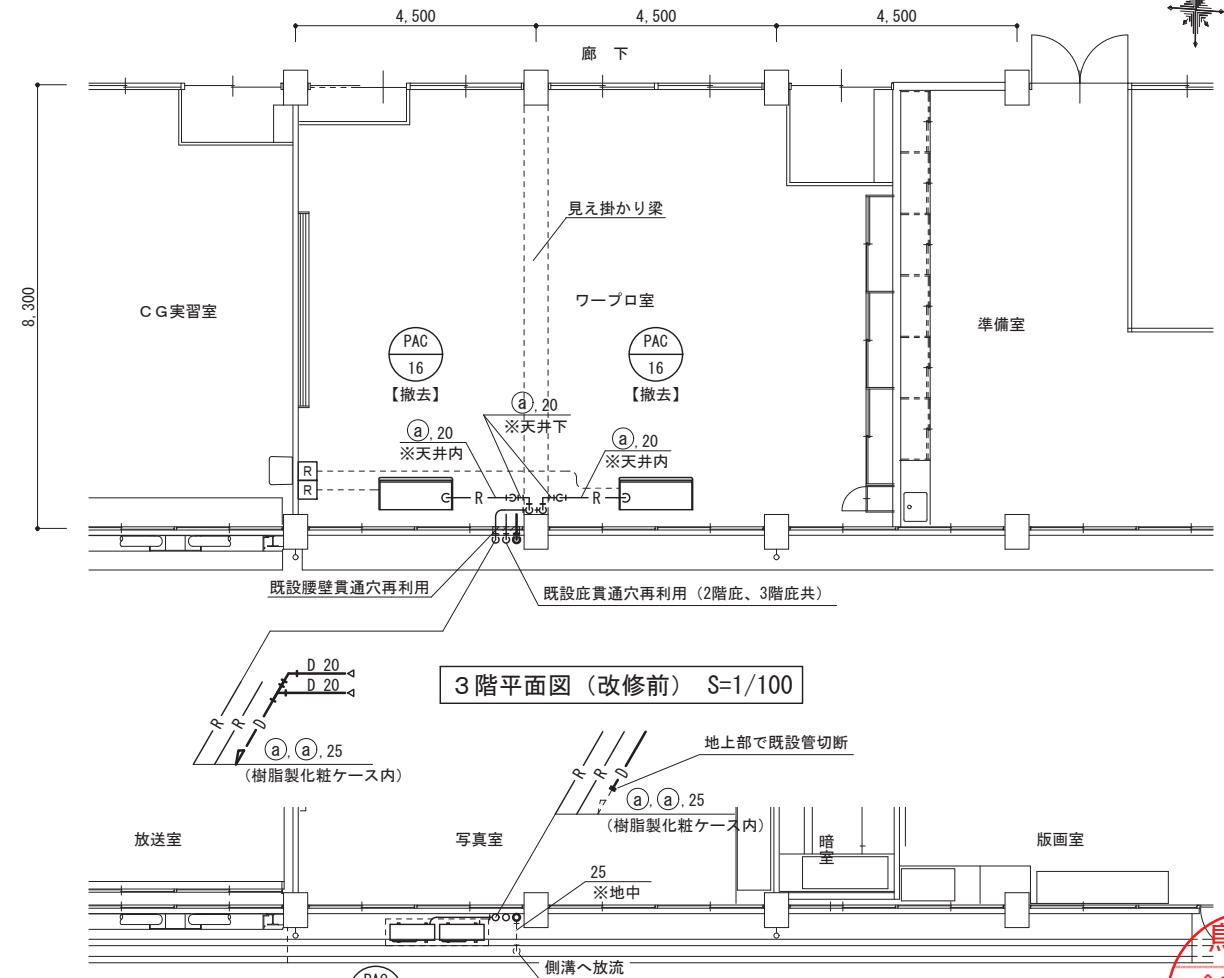 4,500
4,500
4,500
廊 下
8,300
見え掛かり梁
ワープロ室
CG実習室
準備室
PAC
16
【撤去】
PAC
16
【撤去】
ⓐ,20
※天井下
ⓐ,20
※天井内
ⓐ,20
※天井内
R
R
R
R
既設腰壁貫通穴再利用
既設庇貫通穴再利用(2階庇、3階庇共)
D 20
D 20
3階平面図(改修前) S=1/100
R
R
D
ⓐ,ⓐ,25
(樹脂製化粧ケース内)
地上部で既設管切断
R
R
D
ⓐ,ⓐ,25
(樹脂製化粧ケース内)
放送室
写真室
暗室
版画室
25
※地中
側溝へ放流
PAC
鳥